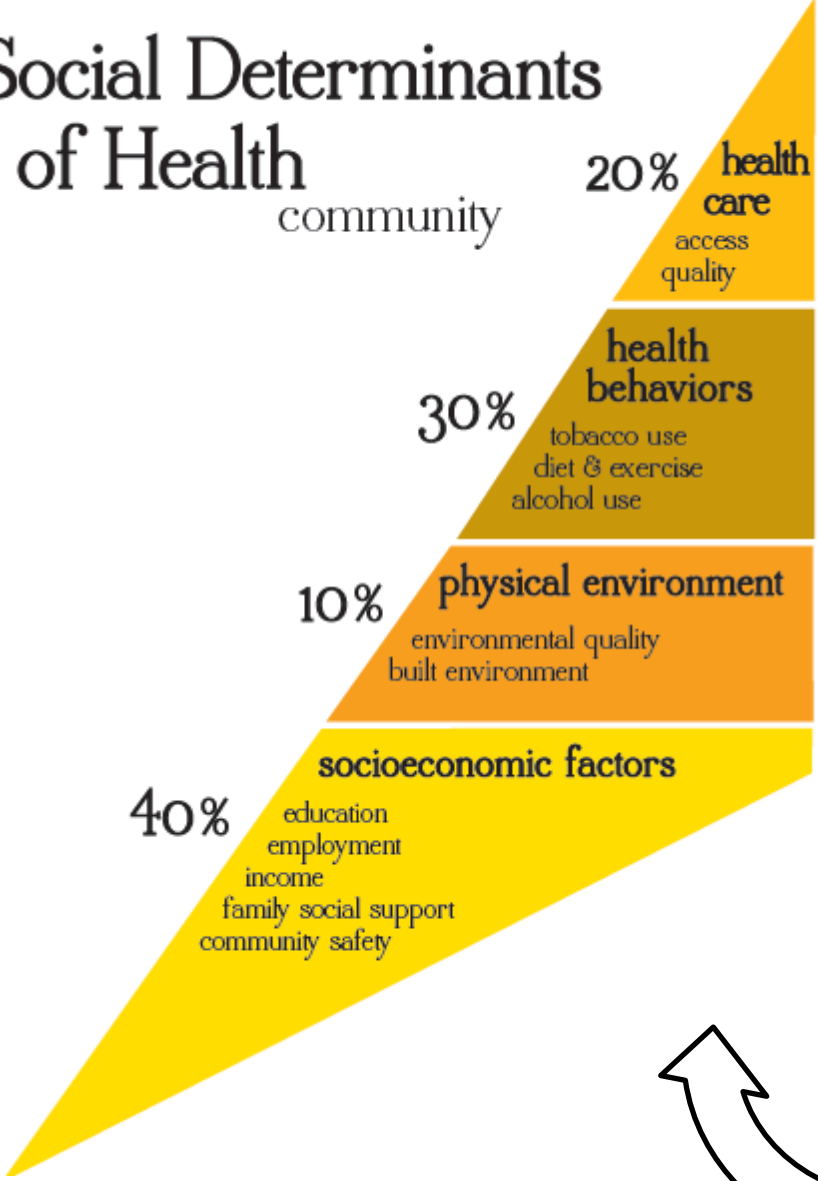 Social Determinants
of Health
community
20%
health
care
access
quality
30%
health
behaviors
tobacco use
diet & exercise
alcohol use
10%
physical environment
environmental quality
built environment
40%
socioeconomic factors
education
employment
income
family social support
community safety